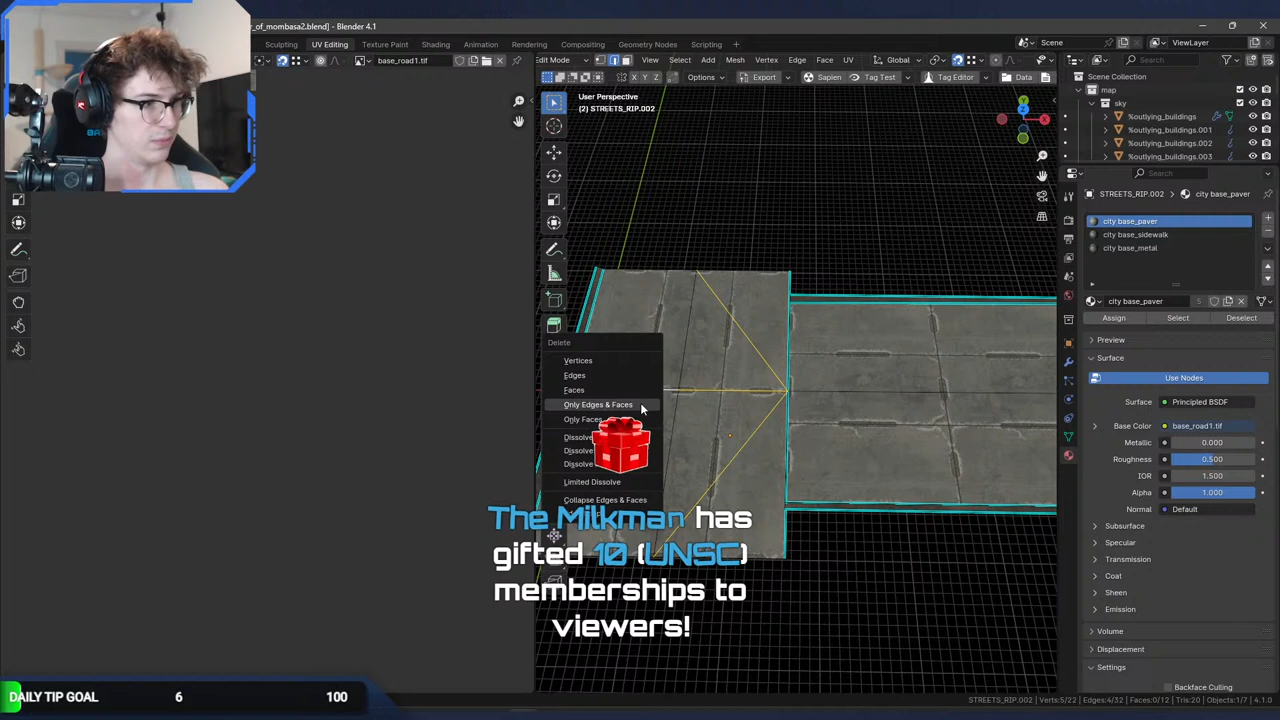 _of_mombasa2.blend] - Blender 4.1
Sculpting UV Editing Texture Paint Shading Animation Rendering Compositing Geometry Nodes Scripting +
Scene ViewLayer
base_road1.tif
Edit Mode View Select Add Mesh Vertex Edge Face UV Global
Search
X Y Z Options Export Sapien Tag Test Tag Editor Data
Scene Collection
map
sky
%outlying_buildings
%outlying_buildings.001
%outlying_buildings.002
%outlying_buildings.003
User Perspective
(2) STREETS_RIP.002
Search
STREETS_RIP.002 city base_paver
city base_paver
city base_sidewalk
city base_metal
city base_paver 5
Assign Select Deselect
Preview
Surface
Use Nodes
Surface: Principled BSDF
Base Color base_road1.tif
Metallic 0.000
Roughness 0.500
IOR 1.500
Alpha 1.000
Normal Default
Subsurface
Specular
Transmission
Coat
Sheen
Emission
Volume
Displacement
Settings
Backface Culling
Delete
Vertices
Edges
Faces
Only Edges & Faces
Only Faces
Dissolve
Dissolve
Dissolve
Limited Dissolve
Collapse Edges & Faces
The Milkman has
gifted 10 (UNSC)
memberships to
viewers!
DAILY TIP GOAL 6 100
STREETS_RIP.002 | Verts:5/22 | Edges:4/32 | Faces:0/12 | Tris:20 | Objects:1/7 | 4.1.0